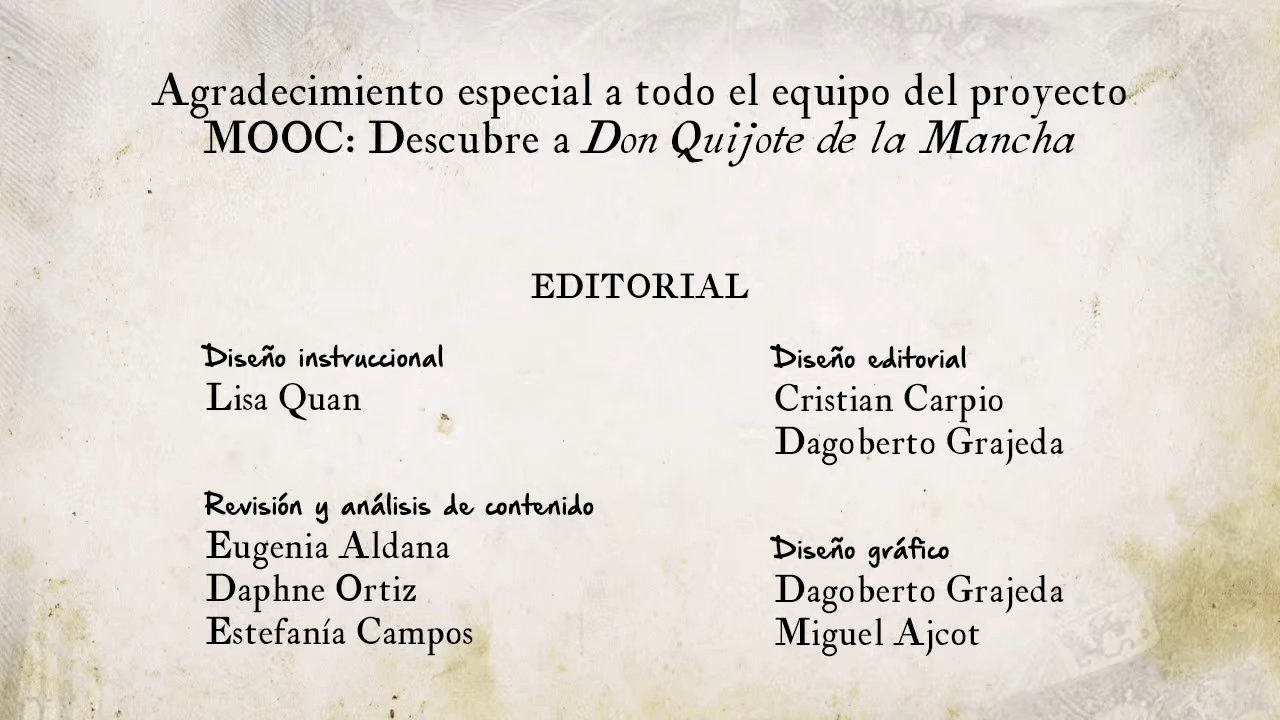 Agradecimiento especial a todo el equipo del proyecto
MOOC: Descubre a Don Quijote de la Mancha
EDITORIAL
Diseño instruccional
Lisa Quan
Revisión y análisis de contenido
Eugenia Aldana
Daphne Ortiz
Estefanía Campos
Diseño editorial
Cristian Carpio
Dagoberto Grajeda
Diseño gráfico
Dagoberto Grajeda
Miguel Ajcot